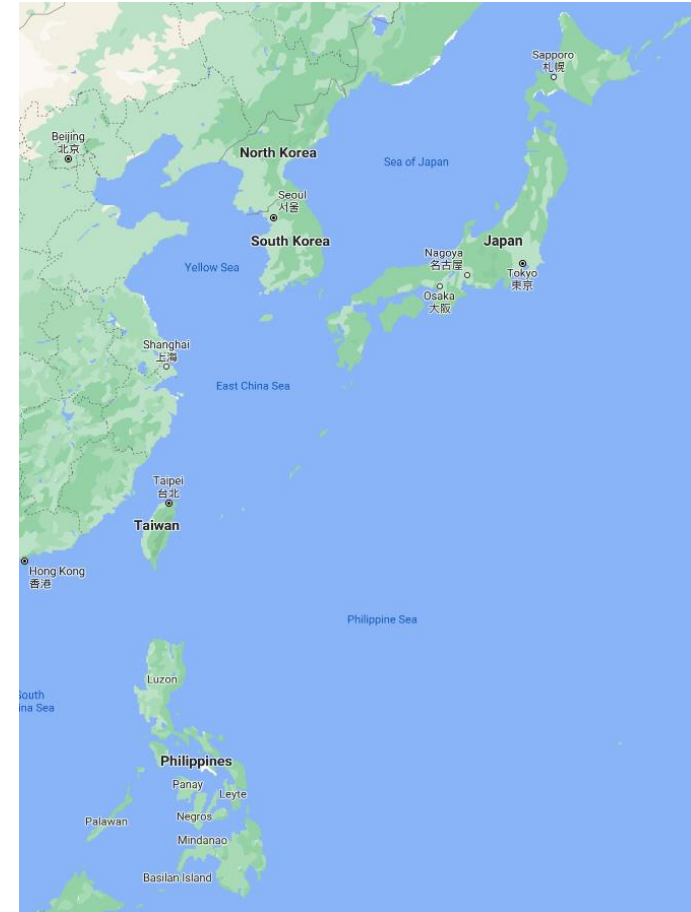 Sapporo
札幌
Beijing
北京
North Korea
Sea of Japan
Seoul
서울
South Korea
Japan
Nagoya
名古屋
Yellow Sea
Tokyo
東京
Osaka
大阪
Shanghai
上海
East China Sea
Taipei
台北
Taiwan
Hong Kong
香港
Philippine Sea
Luzon
South
ina Sea
Philippines
Panay
Leyte
Negros
Palawan
Mindanao
Basilan Island